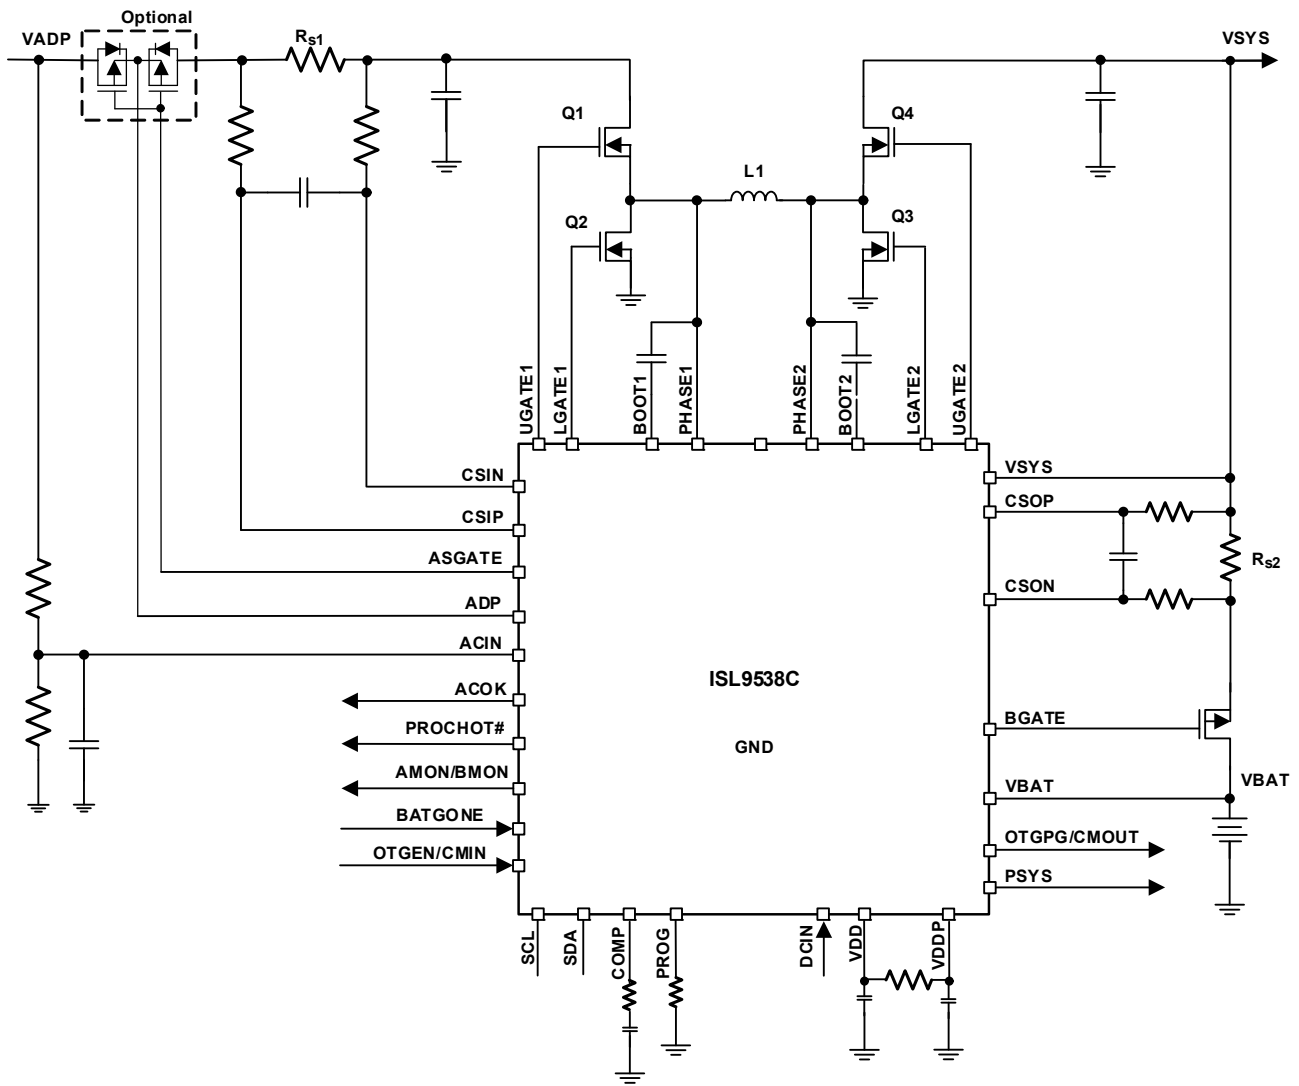 Optional
VADP
Rs1
VSYS
Q1
Q4
L1
Q2
Q3
UGATE1
LGATE1
BOOT1
PHASE1
PHASE2
BOOT2
LGATE2
UGATE2
CSIN
CSIP
ASGATE
ADP
ACIN
ACOK
PROCHOT#
AMON/BMON
BATGONE
OTGEN/CMIN
ISL9538C
GND
VSYS
CSOP
CSON
Rs2
BGATE
VBAT
VBAT
OTGPG/CMOUT
PSYS
SCL
SDA
COMP
PROG
DCIN
VDD
VDDP